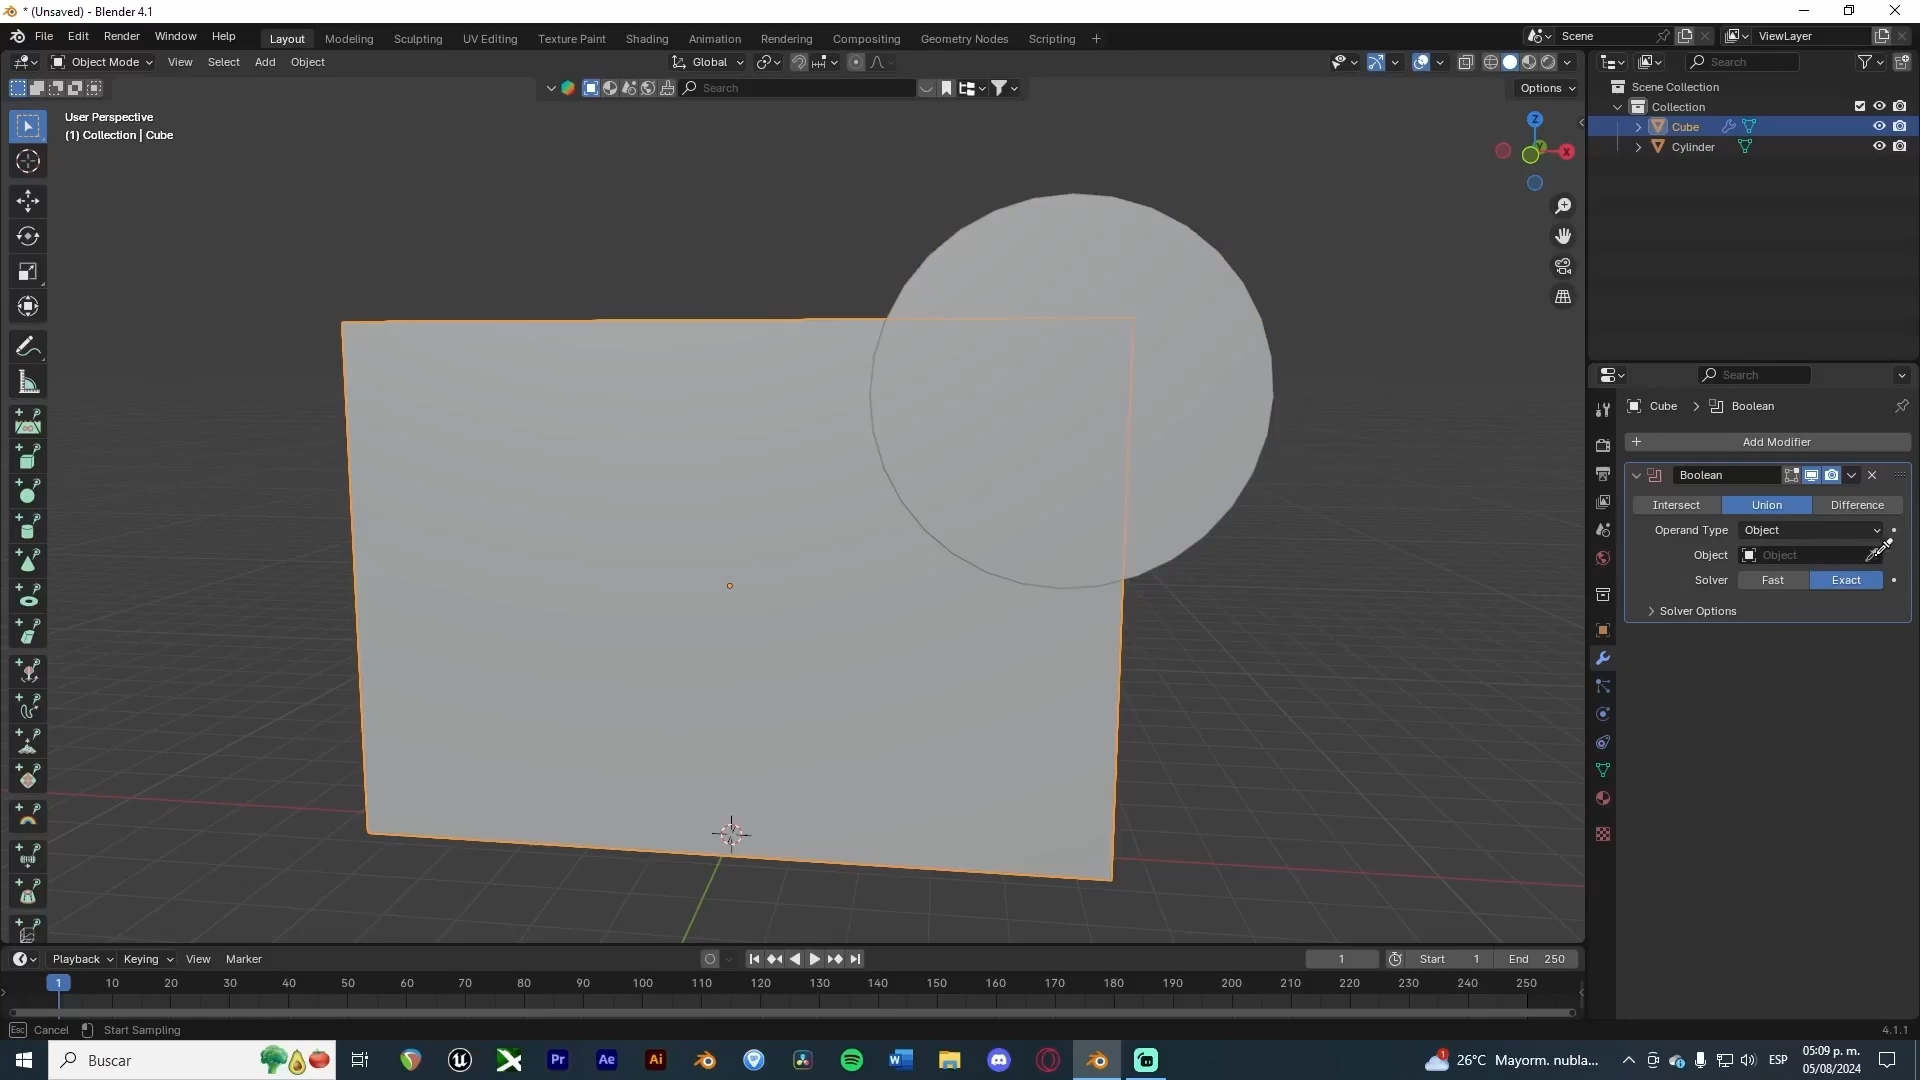 * (Unsaved) - Blender 4.1
File Edit Render Window Help Layout Modeling Sculpting UV Editing Texture Paint Shading Animation Rendering Compositing Geometry Nodes Scripting + Scene ViewLayer
Object Mode View Select Add Object Global Search
Search Options
User Perspective
(1) Collection | Cube
Z
Y
X
Scene Collection
Collection
Cube
Cylinder
Search
Cube > Boolean
+ Add Modifier
Boolean
Intersect Union Difference
Operand Type Object
Object Object
Solver Fast Exact
Solver Options
Playback Keying View Marker 1 Start 1 End 250
1 10 20 30 40 50 60 70 80 90 100 110 120 130 140 150 160 170 180 190 200 210 220 230 240 250
Esc Cancel Start Sampling 4.1.1
Buscar Pr Ae Ai W 1 26°C Mayorm. nubla... ESP 05:09 p. m.
05/08/2024